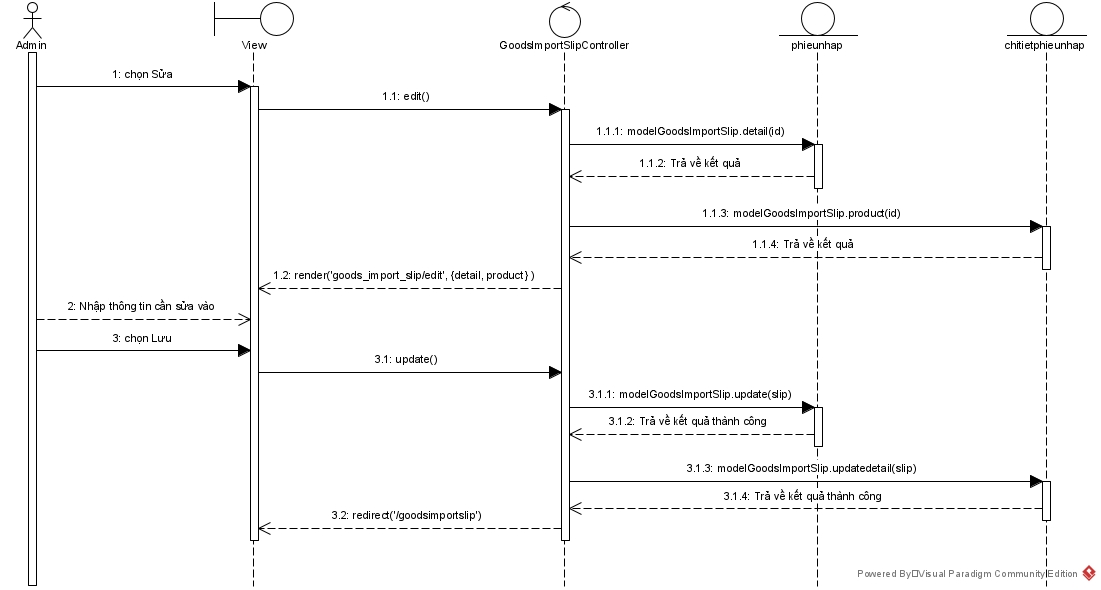 Admin
View
GoodsImportSlipController
phieunhap
chitietphieunhap
1: chọn Sửa
1.1: edit()
1.1.1: modelGoodsImportSlip.detail(id)
1.1.2: Trả về kết quả
1.1.3: modelGoodsImportSlip.product(id)
1.1.4: Trả về kết quả
1.2: render('goods_import_slip/edit', {detail, product} )
2: Nhập thông tin cần sửa vào
3: chọn Lưu
3.1: update()
3.1.1: modelGoodsImportSlip.update(slip)
3.1.2: Trả về kết quả thành công
3.1.3: modelGoodsImportSlip.updatedetail(slip)
3.1.4: Trả về kết quả thành công
3.2: redirect('/goodsimportslip')
Powered By Visual Paradigm Community Edition